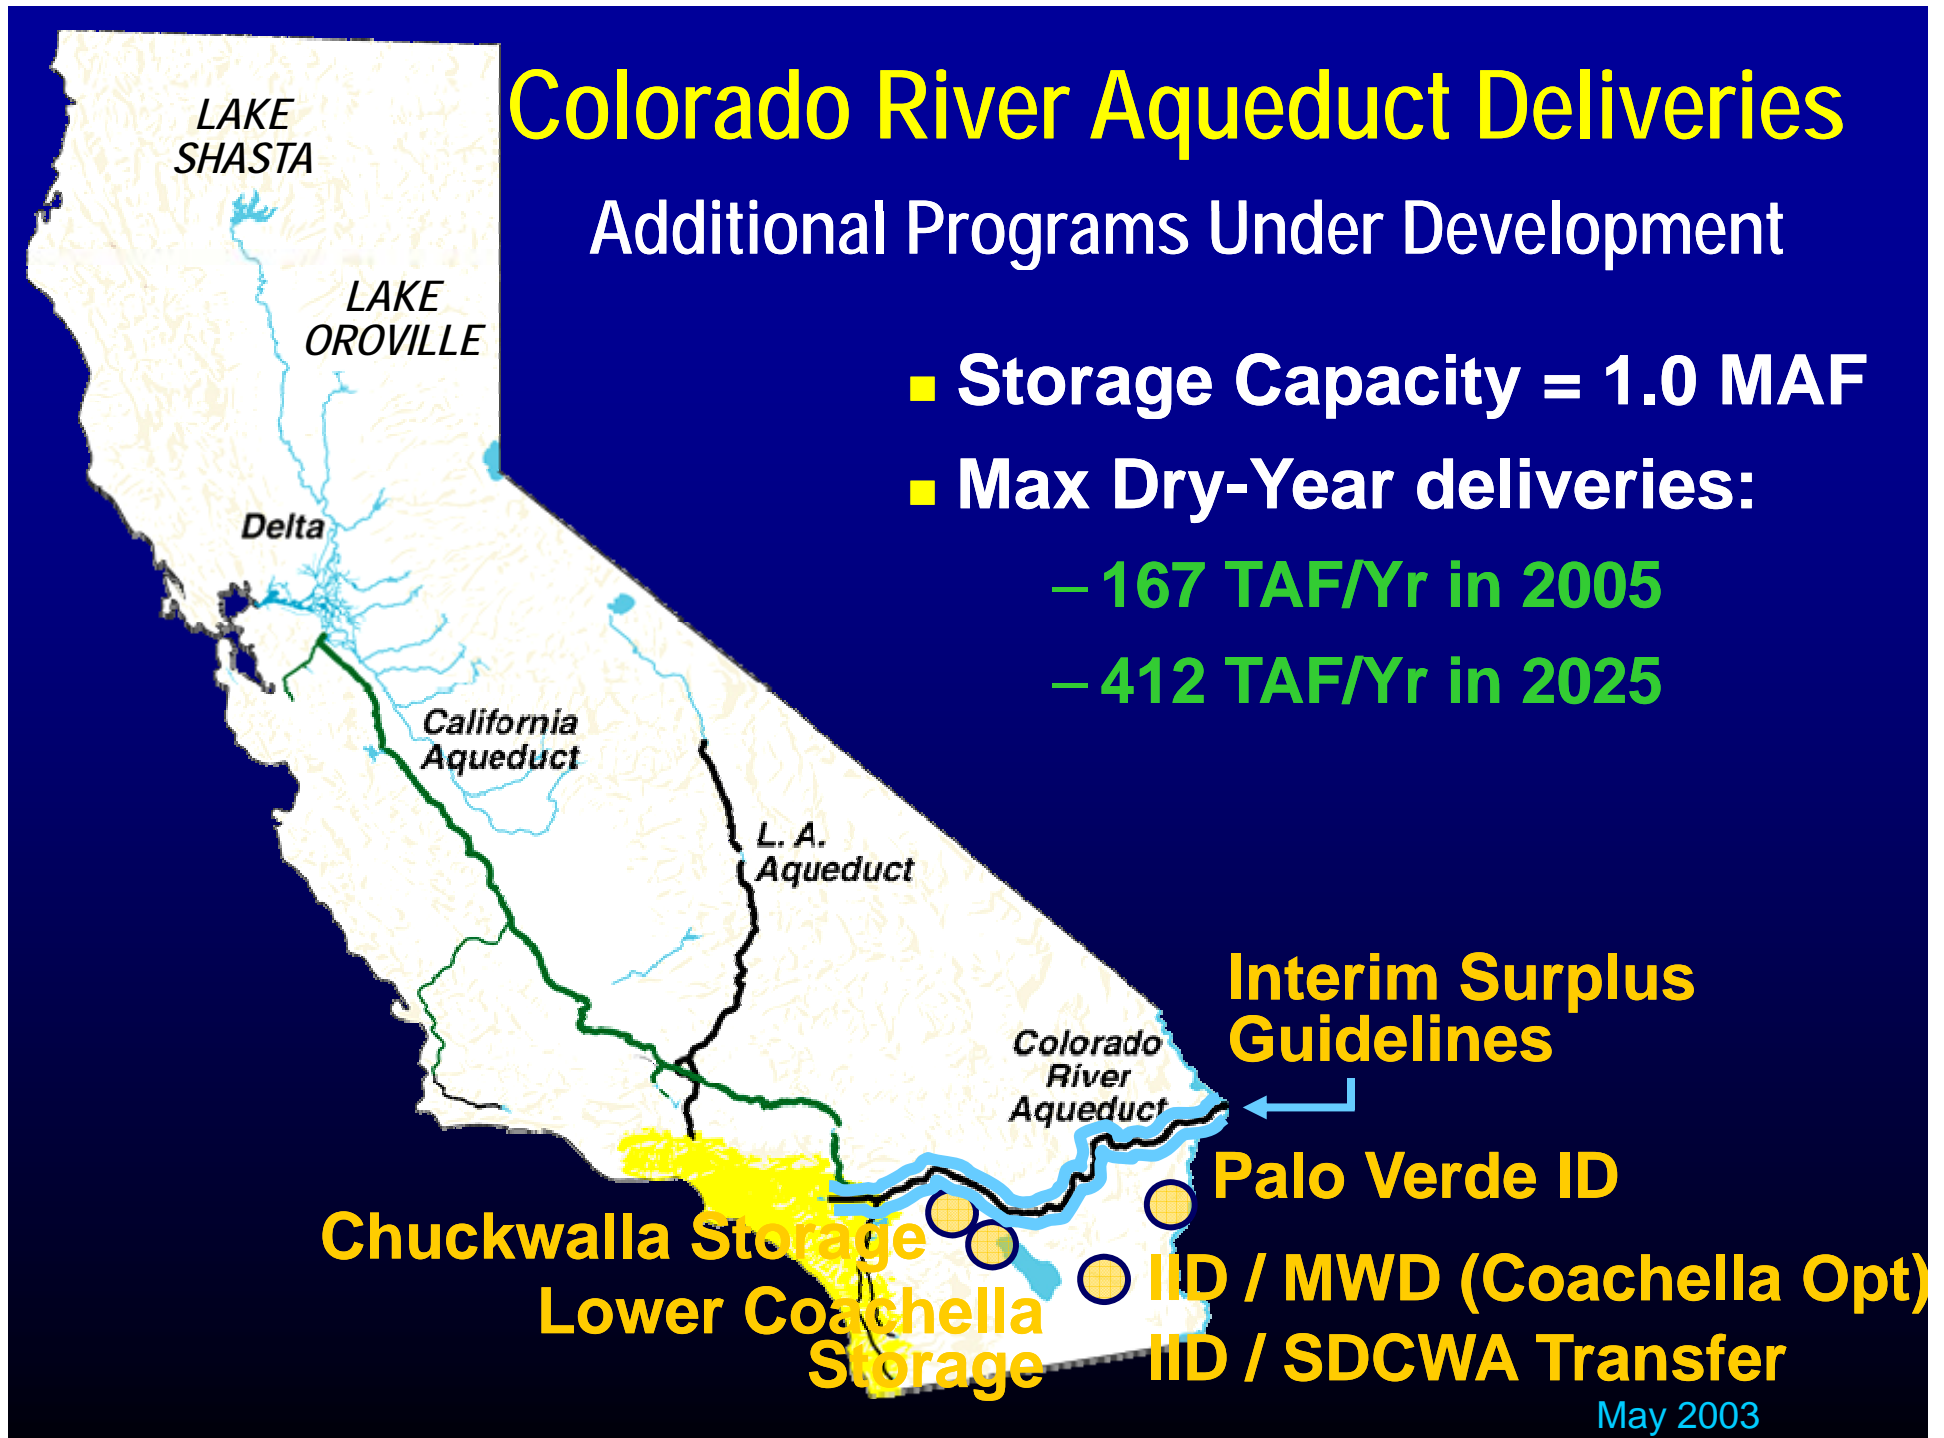 Colorado River Aqueduct Deliveries
Additional Programs Under Development
LAKE
SHASTA
LAKE
OROVILLE
■ Storage Capacity = 1.0 MAF
■ Max Dry-Year deliveries:
– 167 TAF/Yr in 2005
– 412 TAF/Yr in 2025
Delta
California
Aqueduct
L. A.
Aqueduct
Interim Surplus
Guidelines
Colorado
River
Aqueduct
Palo Verde ID
Chuckwalla Storage
Lower Coachella
Storage
IID / MWD (Coachella Opt)
IID / SDCWA Transfer
May 2003